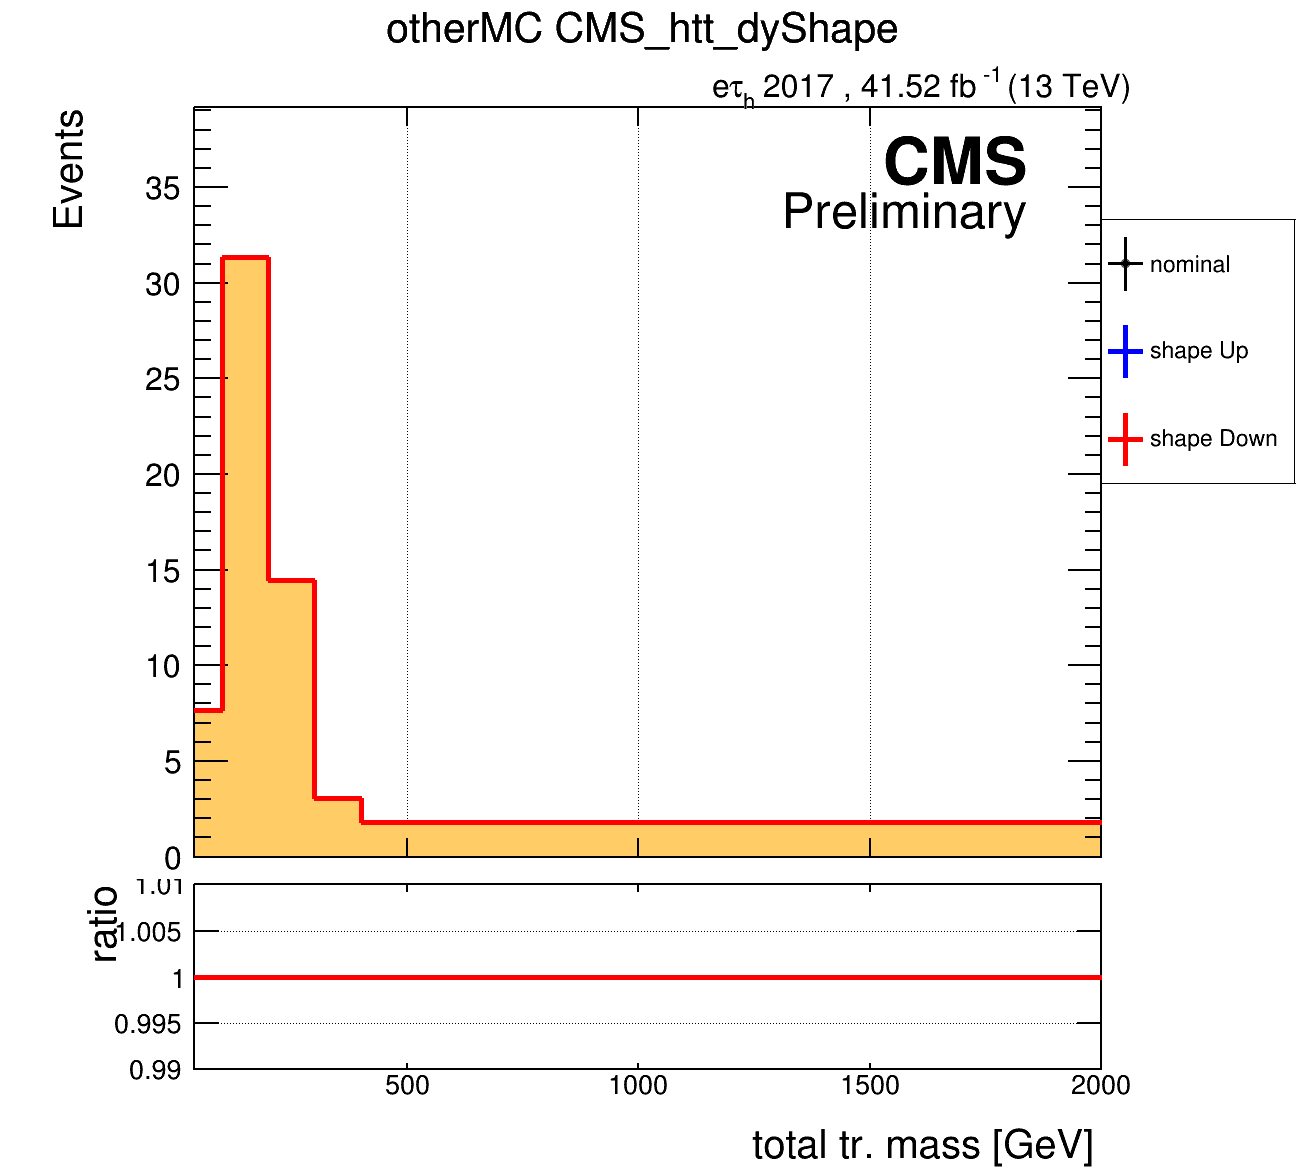 otherMC CMS_htt_dyShape
eτh 2017 , 41.52 fb-1 (13 TeV)
Events
CMS
Preliminary
35
30
25
20
15
10
5
0
nominal
shape Up
shape Down
ratio
1.01
1.005
1
0.995
0.99
500
1000
1500
2000
total tr. mass [GeV]